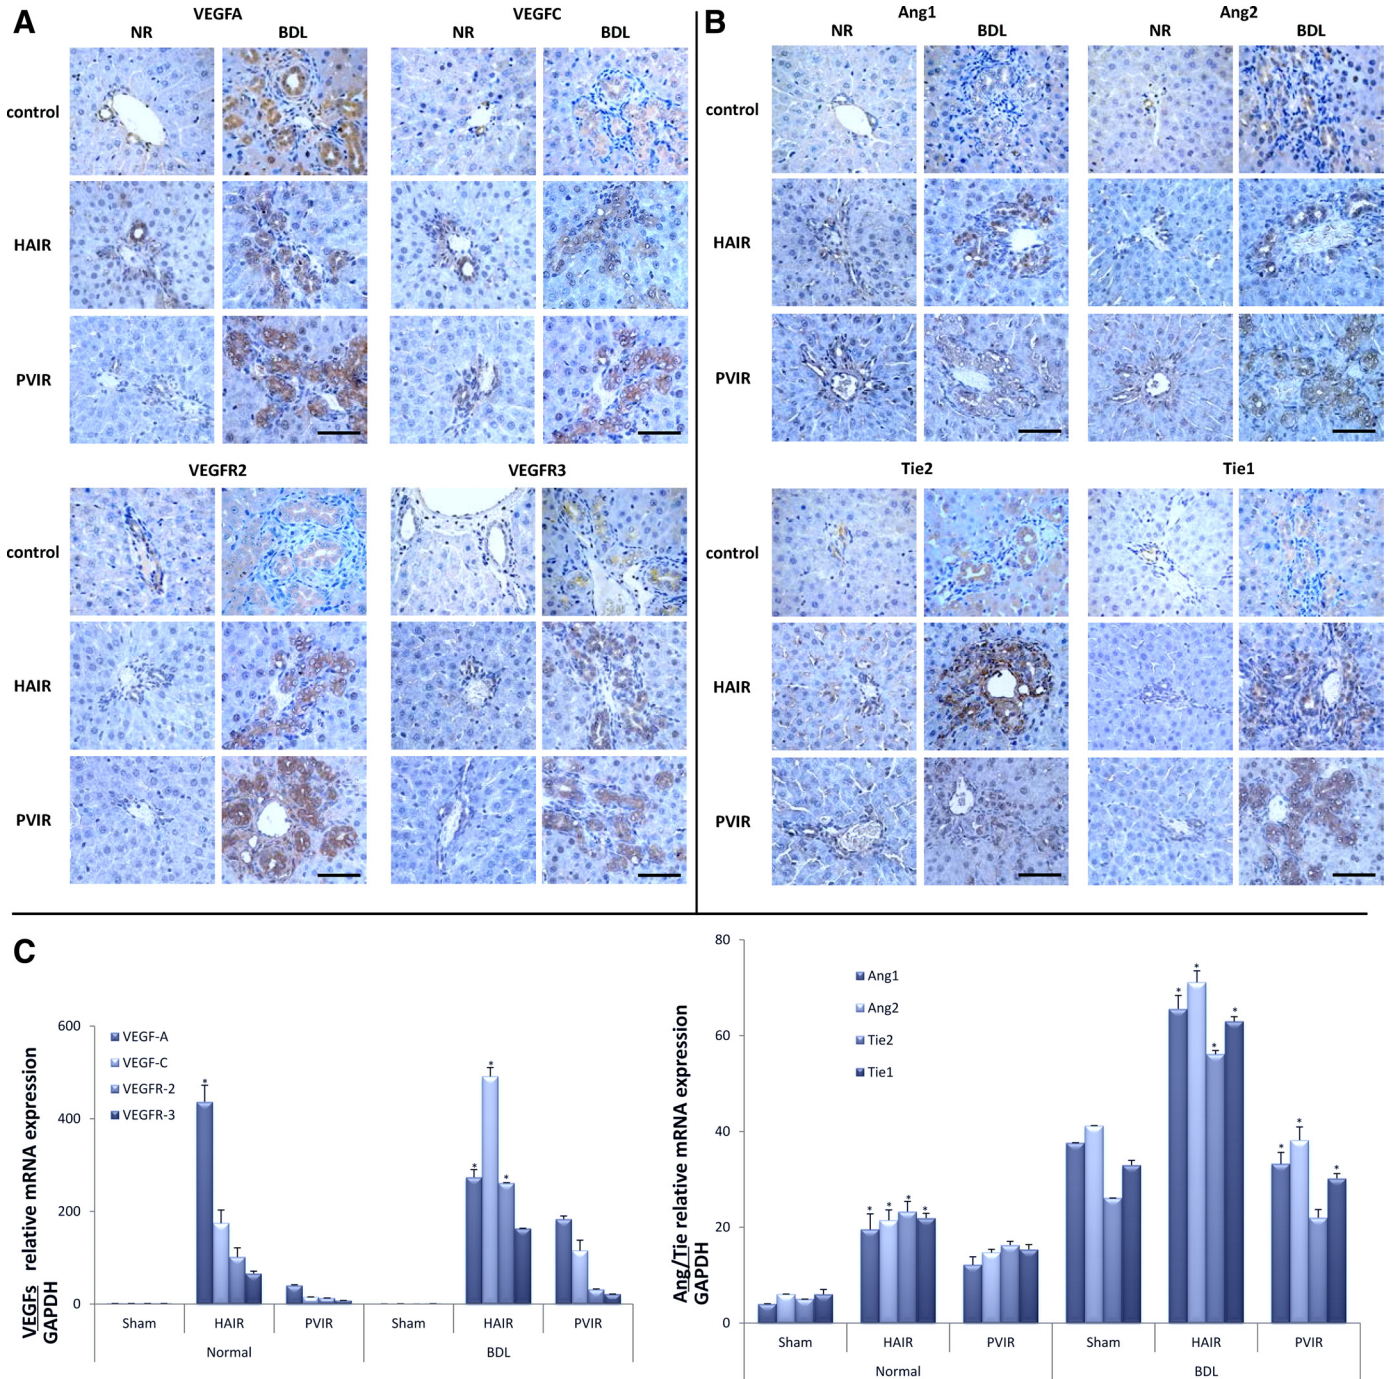 A
VEGFA
VEGFC
NR
BDL
NR
BDL
control
HAIR
PVIR
VEGFR2
VEGFR3
control
HAIR
PVIR
B
Ang1
Ang2
NR
BDL
NR
BDL
control
HAIR
PVIR
Tie2
Tie1
control
HAIR
PVIR
C
VEGFs relative mRNA expression
GAPDH
600
400
200
0
VEGF-A
VEGF-C
VEGFR-2
VEGFR-3
*
*
*
*
Sham
HAIR
PVIR
Sham
HAIR
PVIR
Normal
BDL
Ang/Tie relative mRNA expression
GAPDH
80
60
40
20
0
Ang1
Ang2
Tie2
Tie1
*
*
*
*
*
*
*
*
*
*
*
Sham
HAIR
PVIR
Sham
HAIR
PVIR
Normal
BDL